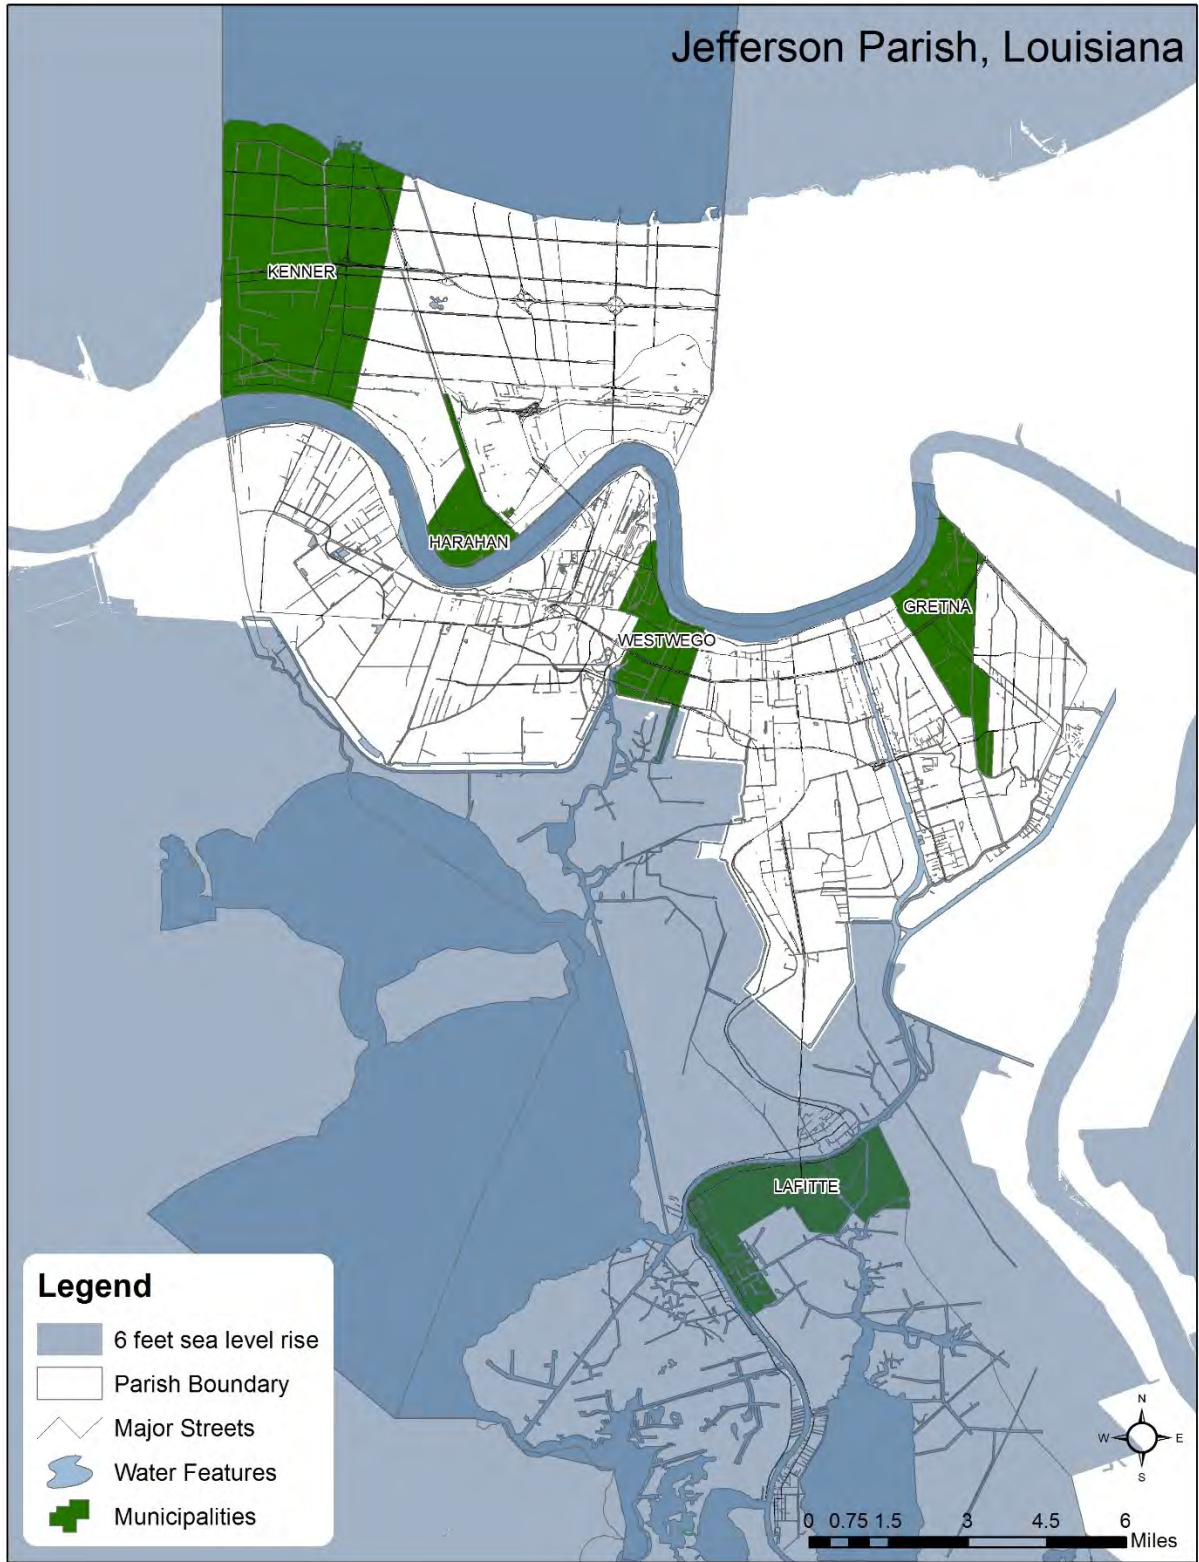 Jefferson Parish, Louisiana
KENNER
HARAHAN
GRETNA
WESTWEGO
LAFITTE
Legend
6 feet sea level rise
Parish Boundary
Major Streets
Water Features
Municipalities
N
W E
S
0 0.75 1.5 3 4.5 6
Miles